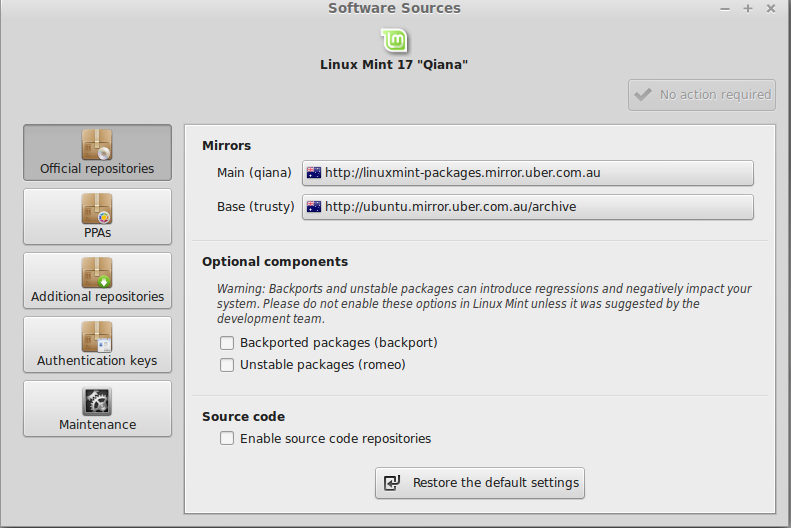 Software Sources
Linux Mint 17 "Qiana"
No action required
Official repositories
PPAs
Additional repositories
Authentication keys
Maintenance
Mirrors
Main (qiana) http://linuxmint-packages.mirror.uber.com.au
Base (trusty) http://ubuntu.mirror.uber.com.au/archive
Optional components
Warning: Backports and unstable packages can introduce regressions and negatively impact your
system. Please do not enable these options in Linux Mint unless it was suggested by the
development team.
Backported packages (backport)
Unstable packages (romeo)
Source code
Enable source code repositories
Restore the default settings